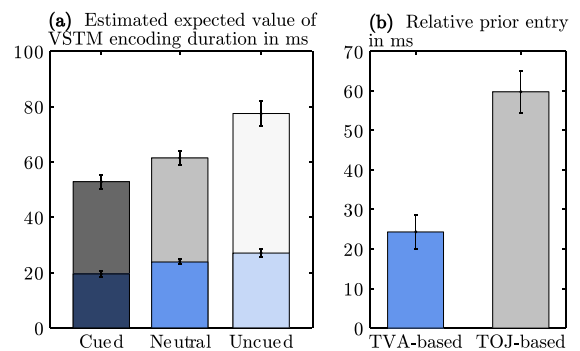 (a) Estimated expected value of
VSTM encoding duration in ms
100
80
60
40
20
0
Cued Neutral Uncued
(b) Relative prior entry
in ms
70
60
50
40
30
20
10
0
TVA-based TOJ-based